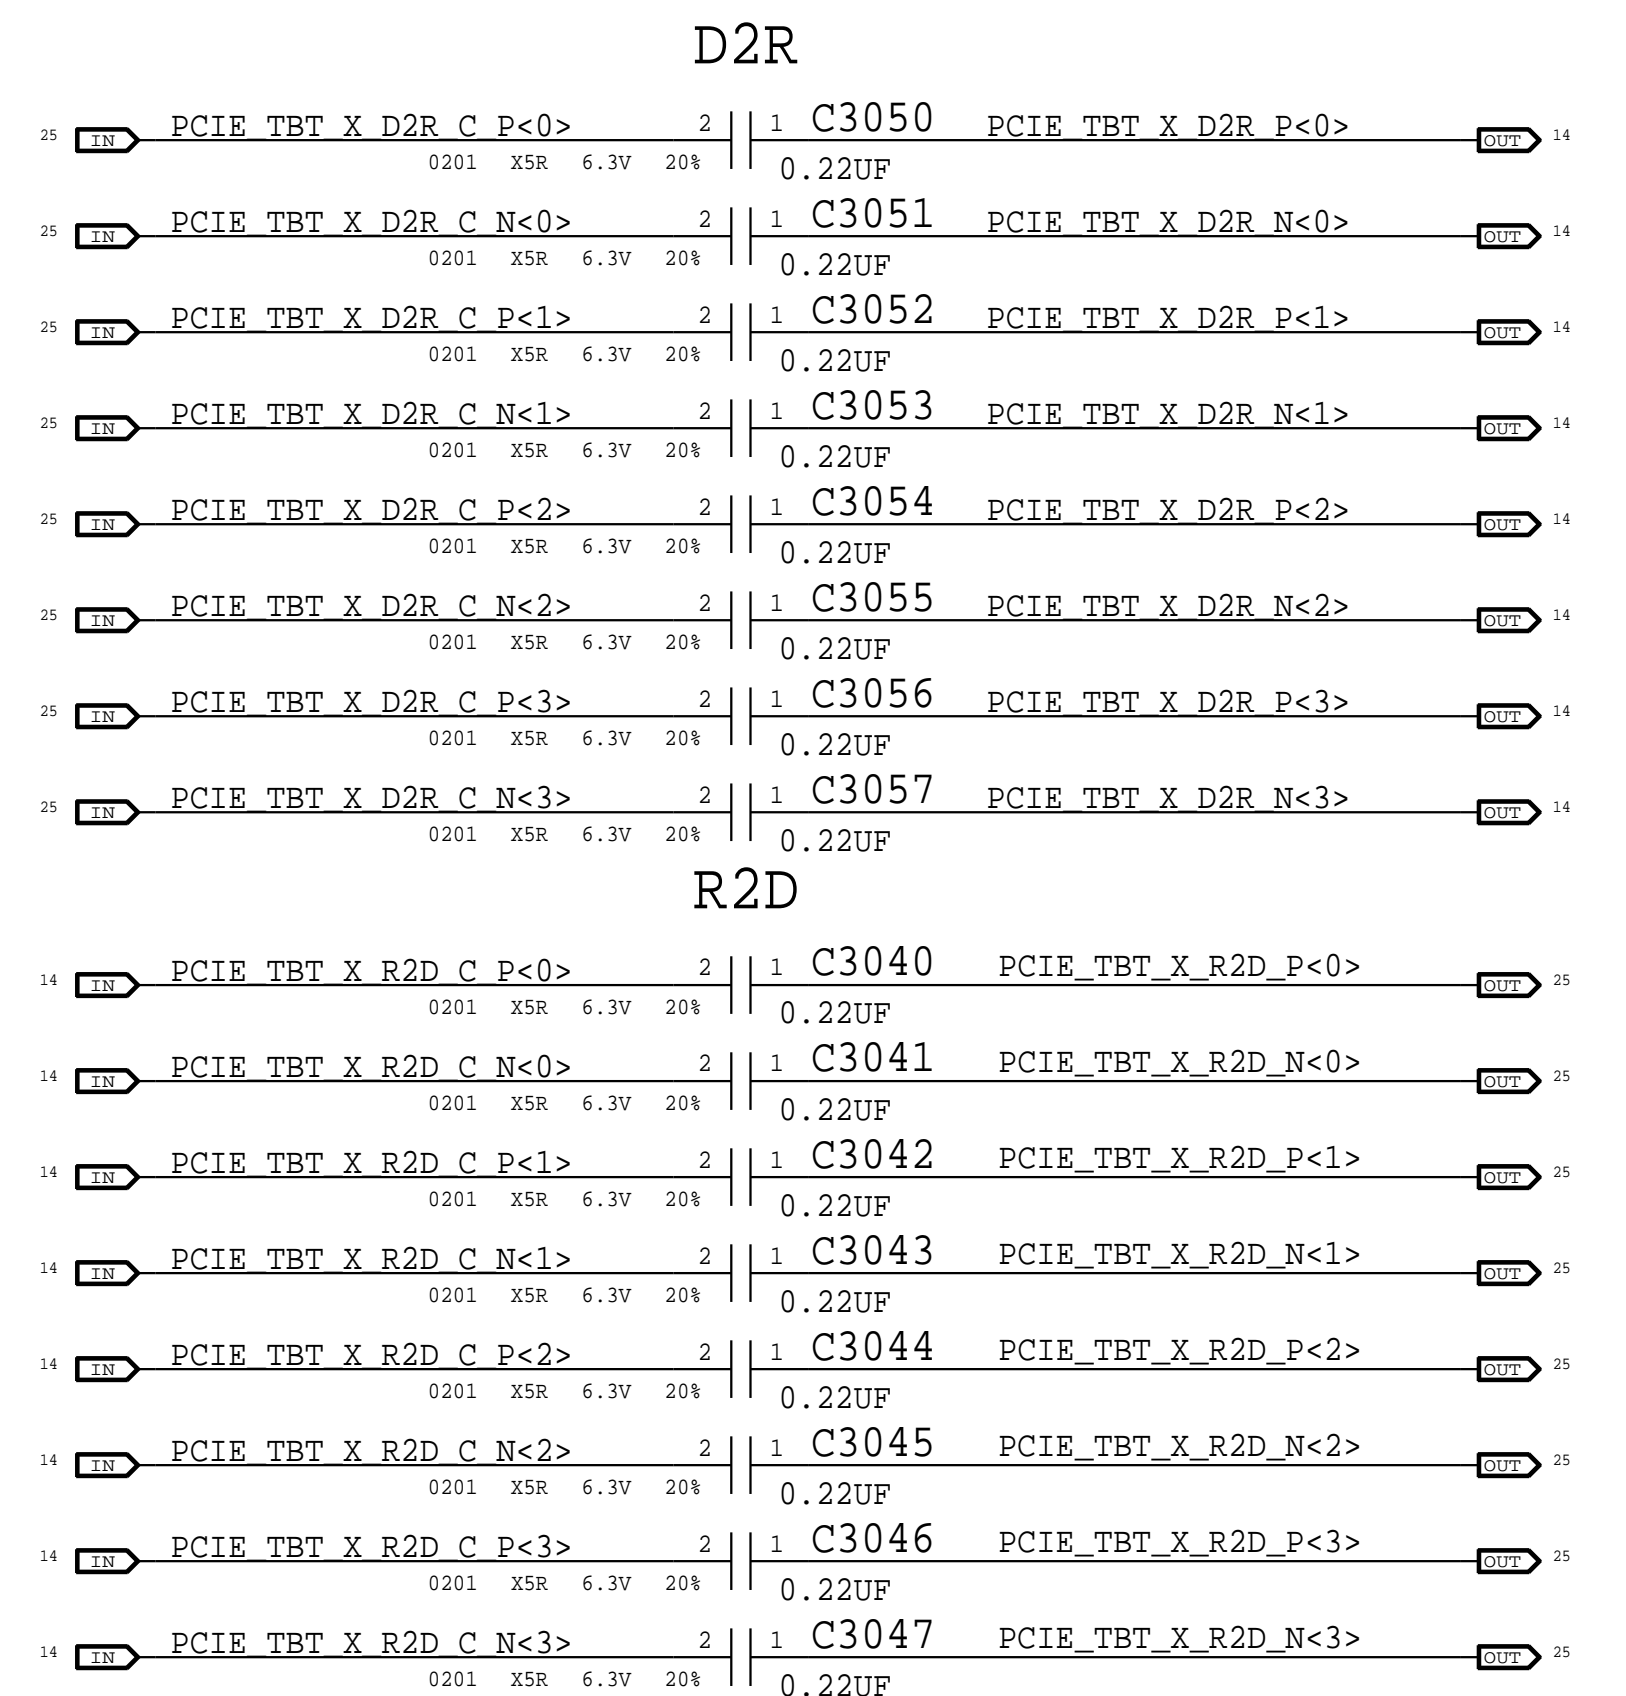 D2R
25 IN PCIE_TBT_X_D2R_C_P<0> 2 1 C3050 PCIE_TBT_X_D2R_P<0> OUT 14
0201 X5R 6.3V 20% 0.22UF
25 IN PCIE_TBT_X_D2R_C_N<0> 2 1 C3051 PCIE_TBT_X_D2R_N<0> OUT 14
0201 X5R 6.3V 20% 0.22UF
25 IN PCIE_TBT_X_D2R_C_P<1> 2 1 C3052 PCIE_TBT_X_D2R_P<1> OUT 14
0201 X5R 6.3V 20% 0.22UF
25 IN PCIE_TBT_X_D2R_C_N<1> 2 1 C3053 PCIE_TBT_X_D2R_N<1> OUT 14
0201 X5R 6.3V 20% 0.22UF
25 IN PCIE_TBT_X_D2R_C_P<2> 2 1 C3054 PCIE_TBT_X_D2R_P<2> OUT 14
0201 X5R 6.3V 20% 0.22UF
25 IN PCIE_TBT_X_D2R_C_N<2> 2 1 C3055 PCIE_TBT_X_D2R_N<2> OUT 14
0201 X5R 6.3V 20% 0.22UF
25 IN PCIE_TBT_X_D2R_C_P<3> 2 1 C3056 PCIE_TBT_X_D2R_P<3> OUT 14
0201 X5R 6.3V 20% 0.22UF
25 IN PCIE_TBT_X_D2R_C_N<3> 2 1 C3057 PCIE_TBT_X_D2R_N<3> OUT 14
0201 X5R 6.3V 20% 0.22UF
R2D
14 IN PCIE_TBT_X_R2D_C_P<0> 2 1 C3040 PCIE_TBT_X_R2D_P<0> OUT 25
0201 X5R 6.3V 20% 0.22UF
14 IN PCIE_TBT_X_R2D_C_N<0> 2 1 C3041 PCIE_TBT_X_R2D_N<0> OUT 25
0201 X5R 6.3V 20% 0.22UF
14 IN PCIE_TBT_X_R2D_C_P<1> 2 1 C3042 PCIE_TBT_X_R2D_P<1> OUT 25
0201 X5R 6.3V 20% 0.22UF
14 IN PCIE_TBT_X_R2D_C_N<1> 2 1 C3043 PCIE_TBT_X_R2D_N<1> OUT 25
0201 X5R 6.3V 20% 0.22UF
14 IN PCIE_TBT_X_R2D_C_P<2> 2 1 C3044 PCIE_TBT_X_R2D_P<2> OUT 25
0201 X5R 6.3V 20% 0.22UF
14 IN PCIE_TBT_X_R2D_C_N<2> 2 1 C3045 PCIE_TBT_X_R2D_N<2> OUT 25
0201 X5R 6.3V 20% 0.22UF
14 IN PCIE_TBT_X_R2D_C_P<3> 2 1 C3046 PCIE_TBT_X_R2D_P<3> OUT 25
0201 X5R 6.3V 20% 0.22UF
14 IN PCIE_TBT_X_R2D_C_N<3> 2 1 C3047 PCIE_TBT_X_R2D_N<3> OUT 25
0201 X5R 6.3V 20% 0.22UF